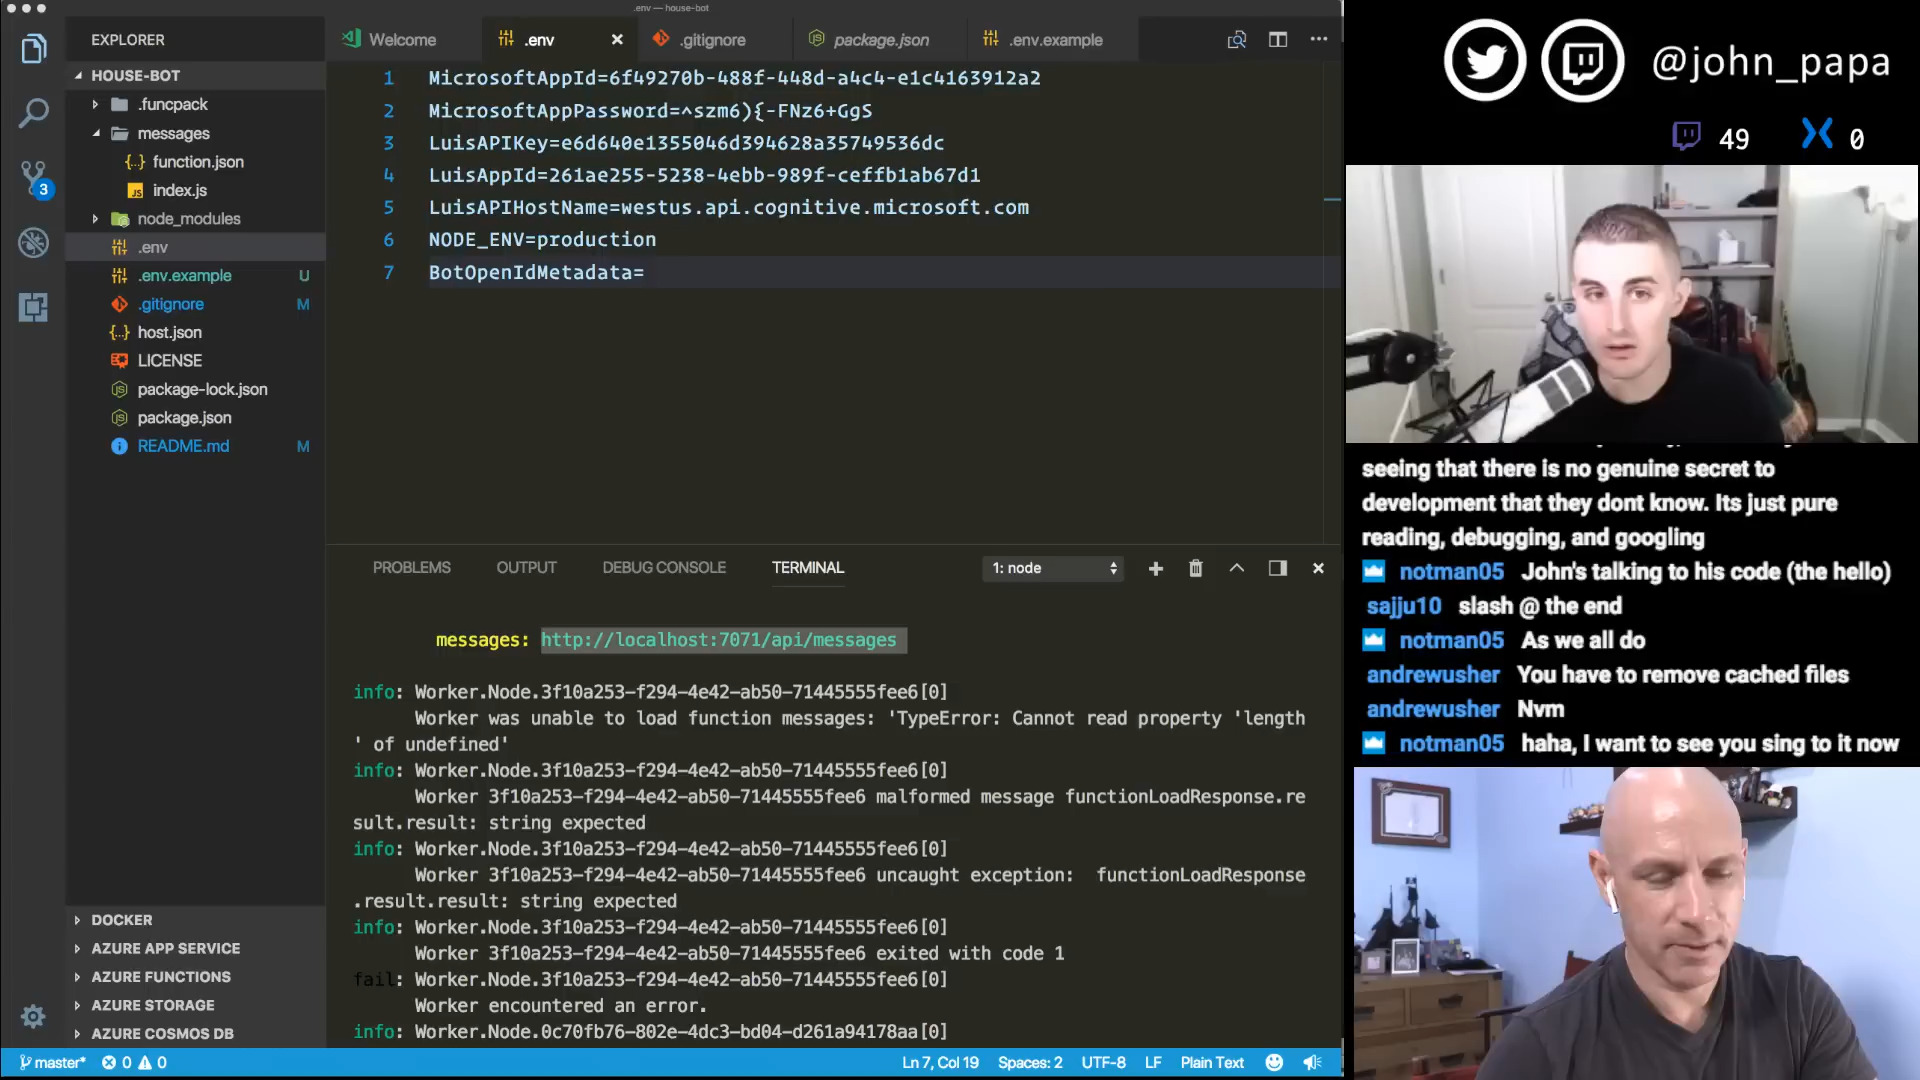 .env — house-bot
EXPLORER
HOUSE-BOT
.funcpack
messages
function.json
index.js
node_modules
.env
.env.example U
.gitignore M
host.json
LICENSE
package-lock.json
package.json
README.md M
DOCKER
AZURE APP SERVICE
AZURE FUNCTIONS
AZURE STORAGE
AZURE COSMOS DB
3
Welcome
.env
.gitignore
package.json
.env.example
1 MicrosoftAppId=6f49270b-488f-448d-a4c4-e1c4163912a2
2 MicrosoftAppPassword=^szm6){-FNz6+GgS
3 LuisAPIKey=e6d640e1355046d394628a35749536dc
4 LuisAppId=261ae255-5238-4ebb-989f-ceffb1ab67d1
5 LuisAPIHostName=westus.api.cognitive.microsoft.com
6 NODE_ENV=production
7 BotOpenIdMetadata=
PROBLEMS OUTPUT DEBUG CONSOLE TERMINAL 1: node
messages: http://localhost:7071/api/messages
info: Worker.Node.3f10a253-f294-4e42-ab50-71445555fee6[0]
Worker was unable to load function messages: 'TypeError: Cannot read property 'length
' of undefined'
info: Worker.Node.3f10a253-f294-4e42-ab50-71445555fee6[0]
Worker 3f10a253-f294-4e42-ab50-71445555fee6 malformed message functionLoadResponse.re
sult.result: string expected
info: Worker.Node.3f10a253-f294-4e42-ab50-71445555fee6[0]
Worker 3f10a253-f294-4e42-ab50-71445555fee6 uncaught exception: functionLoadResponse
.result.result: string expected
info: Worker.Node.3f10a253-f294-4e42-ab50-71445555fee6[0]
Worker 3f10a253-f294-4e42-ab50-71445555fee6 exited with code 1
fail: Worker.Node.3f10a253-f294-4e42-ab50-71445555fee6[0]
Worker encountered an error.
info: Worker.Node.0c70fb76-802e-4dc3-bd04-d261a94178aa[0]
master* 0 0
Ln 7, Col 19 Spaces: 2 UTF-8 LF Plain Text
@john_papa
49 0
seeing that there is no genuine secret to
development that they dont know. Its just pure
reading, debugging, and googling
notman05 John's talking to his code (the hello)
sajju10 slash @ the end
notman05 As we all do
andrewusher You have to remove cached files
andrewusher Nvm
notman05 haha, I want to see you sing to it now